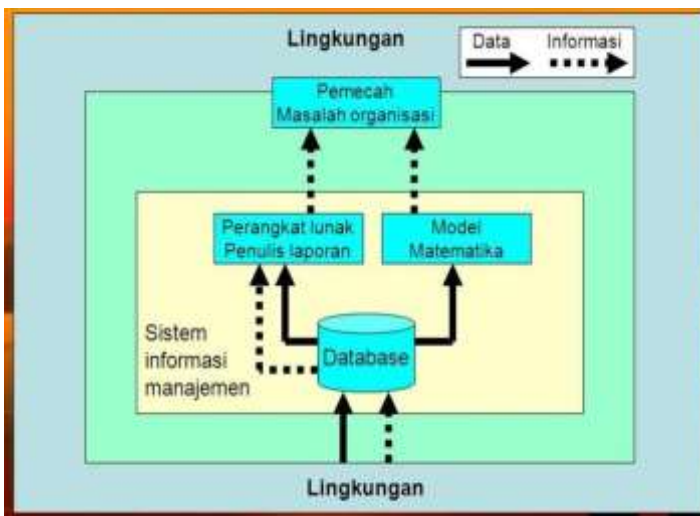 Lingkungan
Data
Informasi
Pemecah
Masalah organisasi
Perangkat lunak
Penulis laporan
Model
Matematika
Database
Sistem
informasi
manajemen
Lingkungan